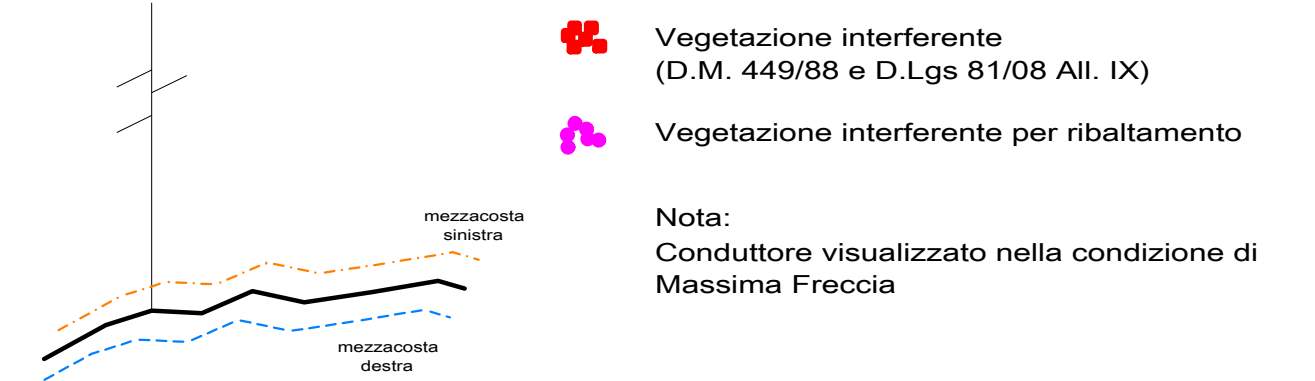 Vegetazione interferente
(D.M. 449/88 e D.Lgs 81/08 All. IX)
Vegetazione interferente per ribaltamento
mezzacosta
sinistra
Nota:
Conduttore visualizzato nella condizione di
Massima Freccia
mezzacosta
destra